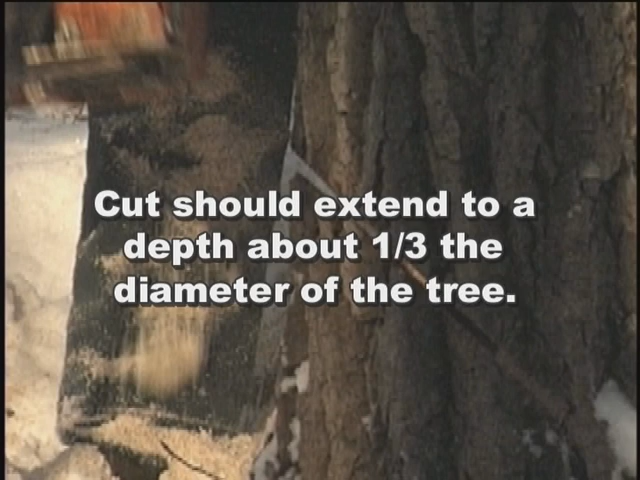 Cut should extend to a
depth about 1/3 the
diameter of the tree.